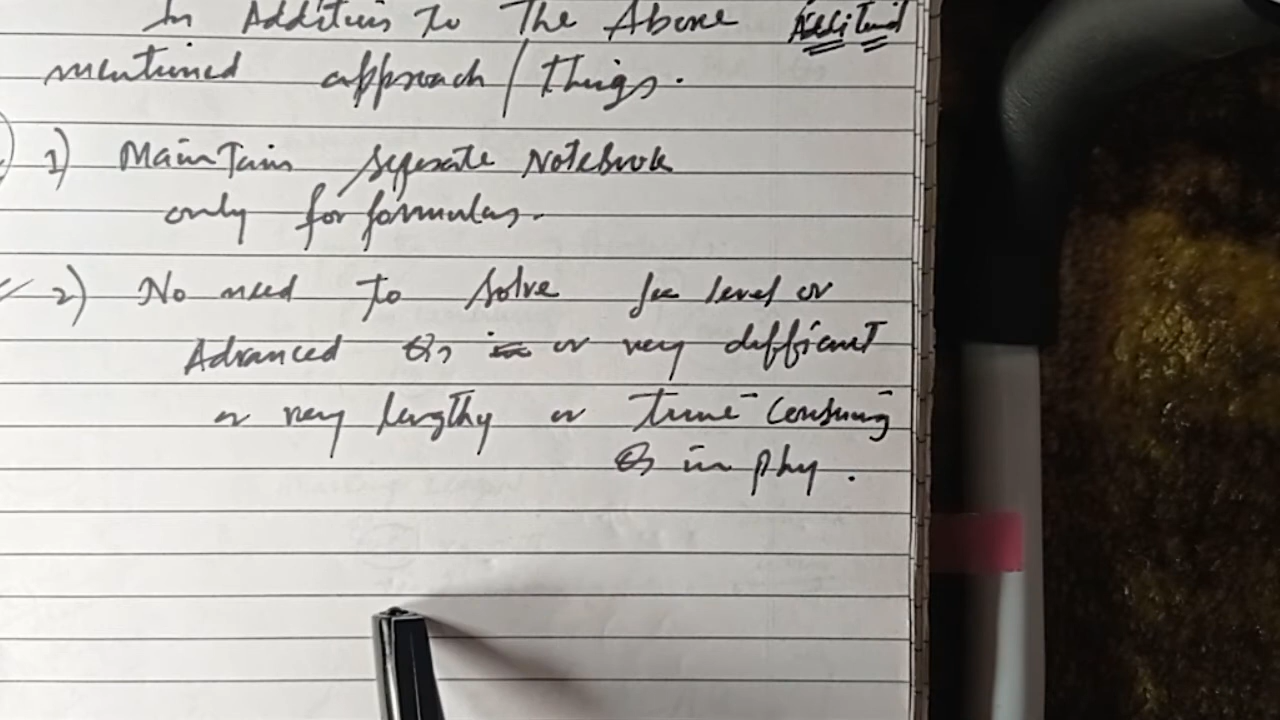 In Addition to The Above Additional
mentioned approach/Things.
1) Maintain Seperate Notebook
only for formulas.
2) No need to solve Jee level or
Advanced Qs or very difficult
or very lengthy or time-Consuming
Qs in phy.